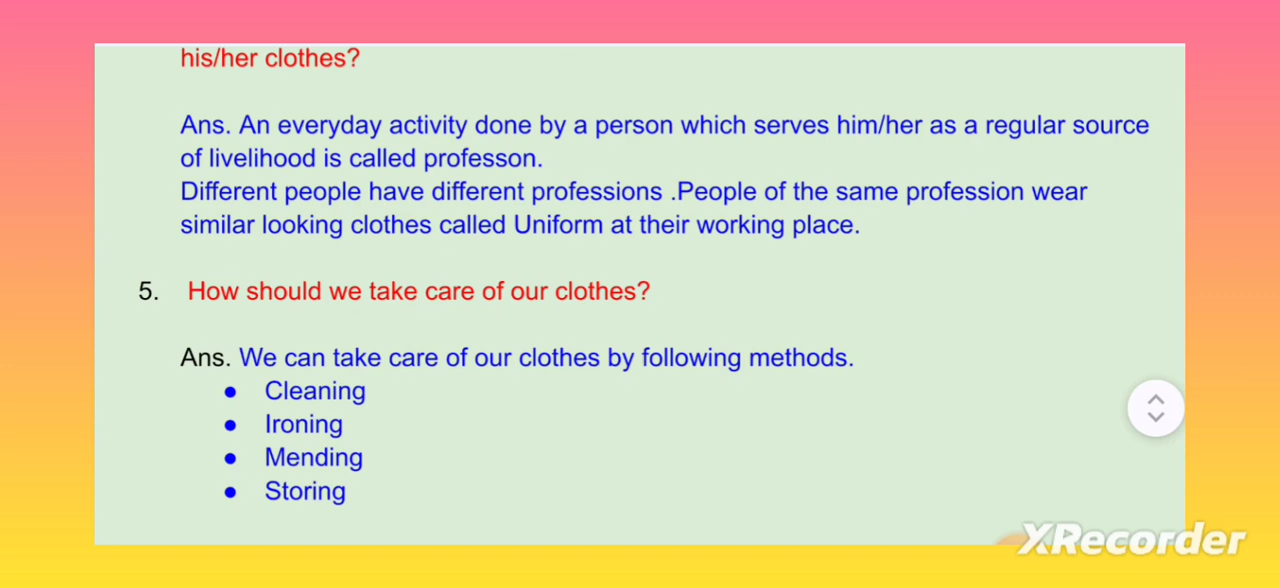 his/her clothes?
Ans. An everyday activity done by a person which serves him/her as a regular source
of livelihood is called professon.
Different people have different professions .People of the same profession wear
similar looking clothes called Uniform at their working place.
5. How should we take care of our clothes?
Ans. We can take care of our clothes by following methods.
● Cleaning
● Ironing
● Mending
● Storing
XRecorder